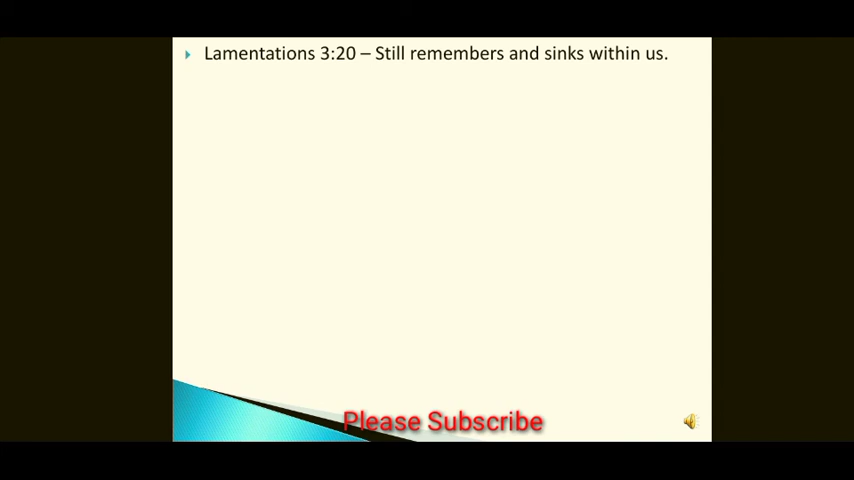 Lamentations 3:20 – Still remembers and sinks within us.
Please Subscribe